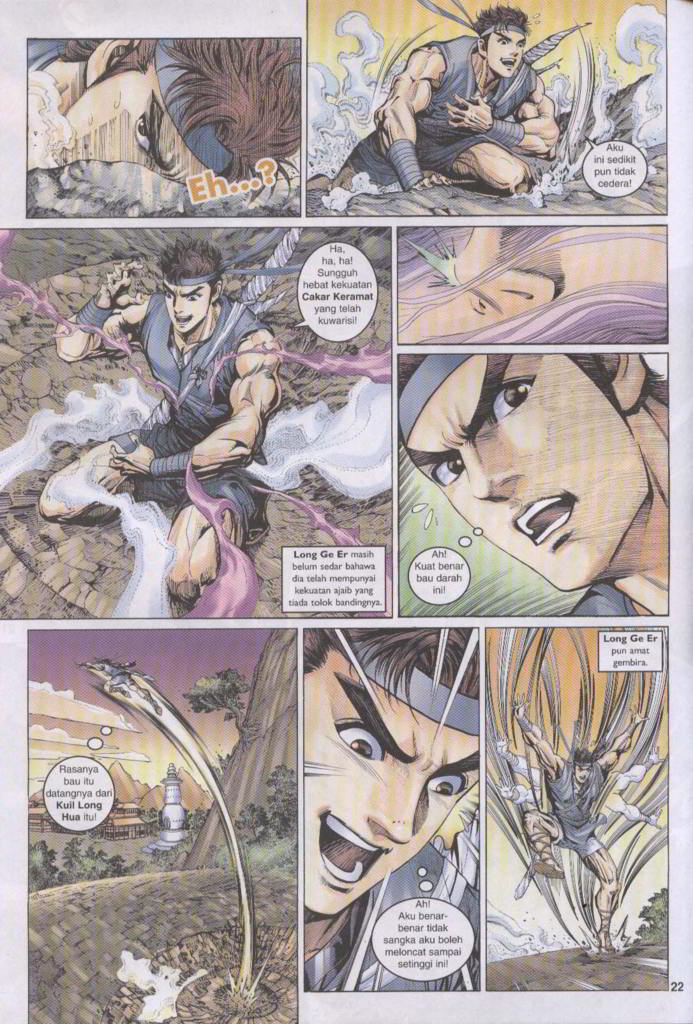 Eh...?
Aku
ini sedikit
pun tidak
cedera!
Ha,
ha, ha!
Sungguh
hebat kekuatan
Cakar Keramat
yang telah
kuwarisi!
Long Ge Er masih
belum sedar bahawa
dia telah mempunyai
kekuatan ajaib yang
tiada tolok bandingnya.
Ah!
Kuat benar
bau darah
ini!
Rasanya
bau itu
datangnya dari
Kuil Long
Hua itu!
Ah!
Aku benar-
benar tidak
sangka aku boleh
meloncat sampai
setinggi ini!
Long Ge Er
pun amat
gembira.
22